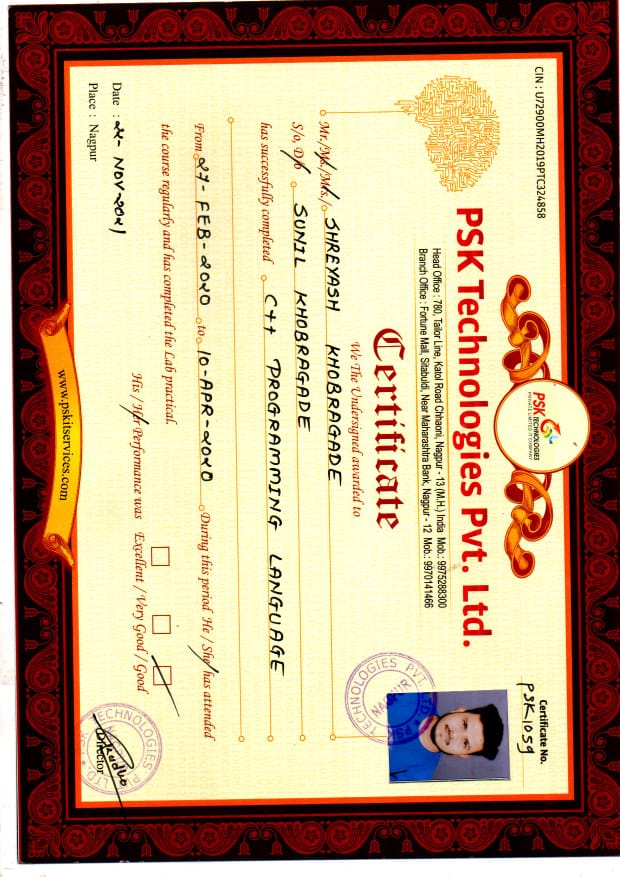 CIN : U72900MH2019PTC324858
PSK TECHNOLOGIES
PRIVATE LIMITED IT COMPANY
Certificate No.
PSK1059
PSK Technologies Pvt. Ltd.
Head Office : 780, Tailor Line, Katol Road Chhaoni, Nagpur - 13 (M.H.) India Mob.: 9975288300
Branch Office : Fortune Mall, Sitabuldi, Near Maharashtra Bank, Nagpur - 12 Mob.: 9970141466
PSK TECHNOLOGIES PVT. LTD. NAGPUR
Certificate
We The Undersigned awarded to
Mr./Ms./Mrs./ SHREYASH KHOBRAGADE
S/o, D/o SUNIL KHOBRAGADE
has successfully completed C++ PROGRAMMING LANGUAGE
From 27- FEB-2020 to 10-APR-2020 During this period He / She has attended
the course regularly and has completed the Lab practical.
His / Her Performance was Excellent / Very Good / Good
Date : NOV-2021
Place : Nagpur
Director
www.pskitservices.com